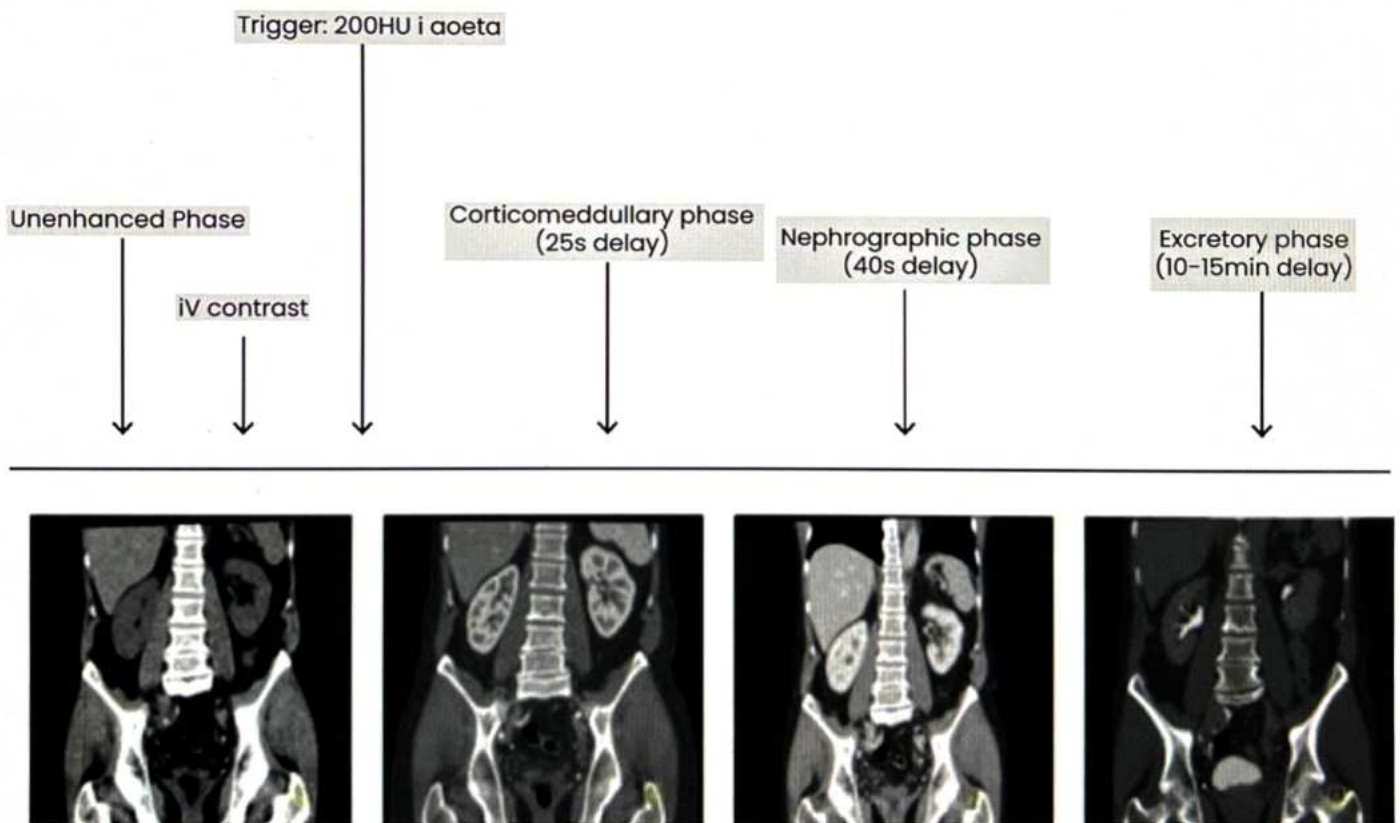 Trigger: 200HU i aoeta
Unenhanced Phase
iV contrast
Corticomeddullary phase
(25s delay)
Nephrographic phase
(40s delay)
Excretory phase
(10-15min delay)